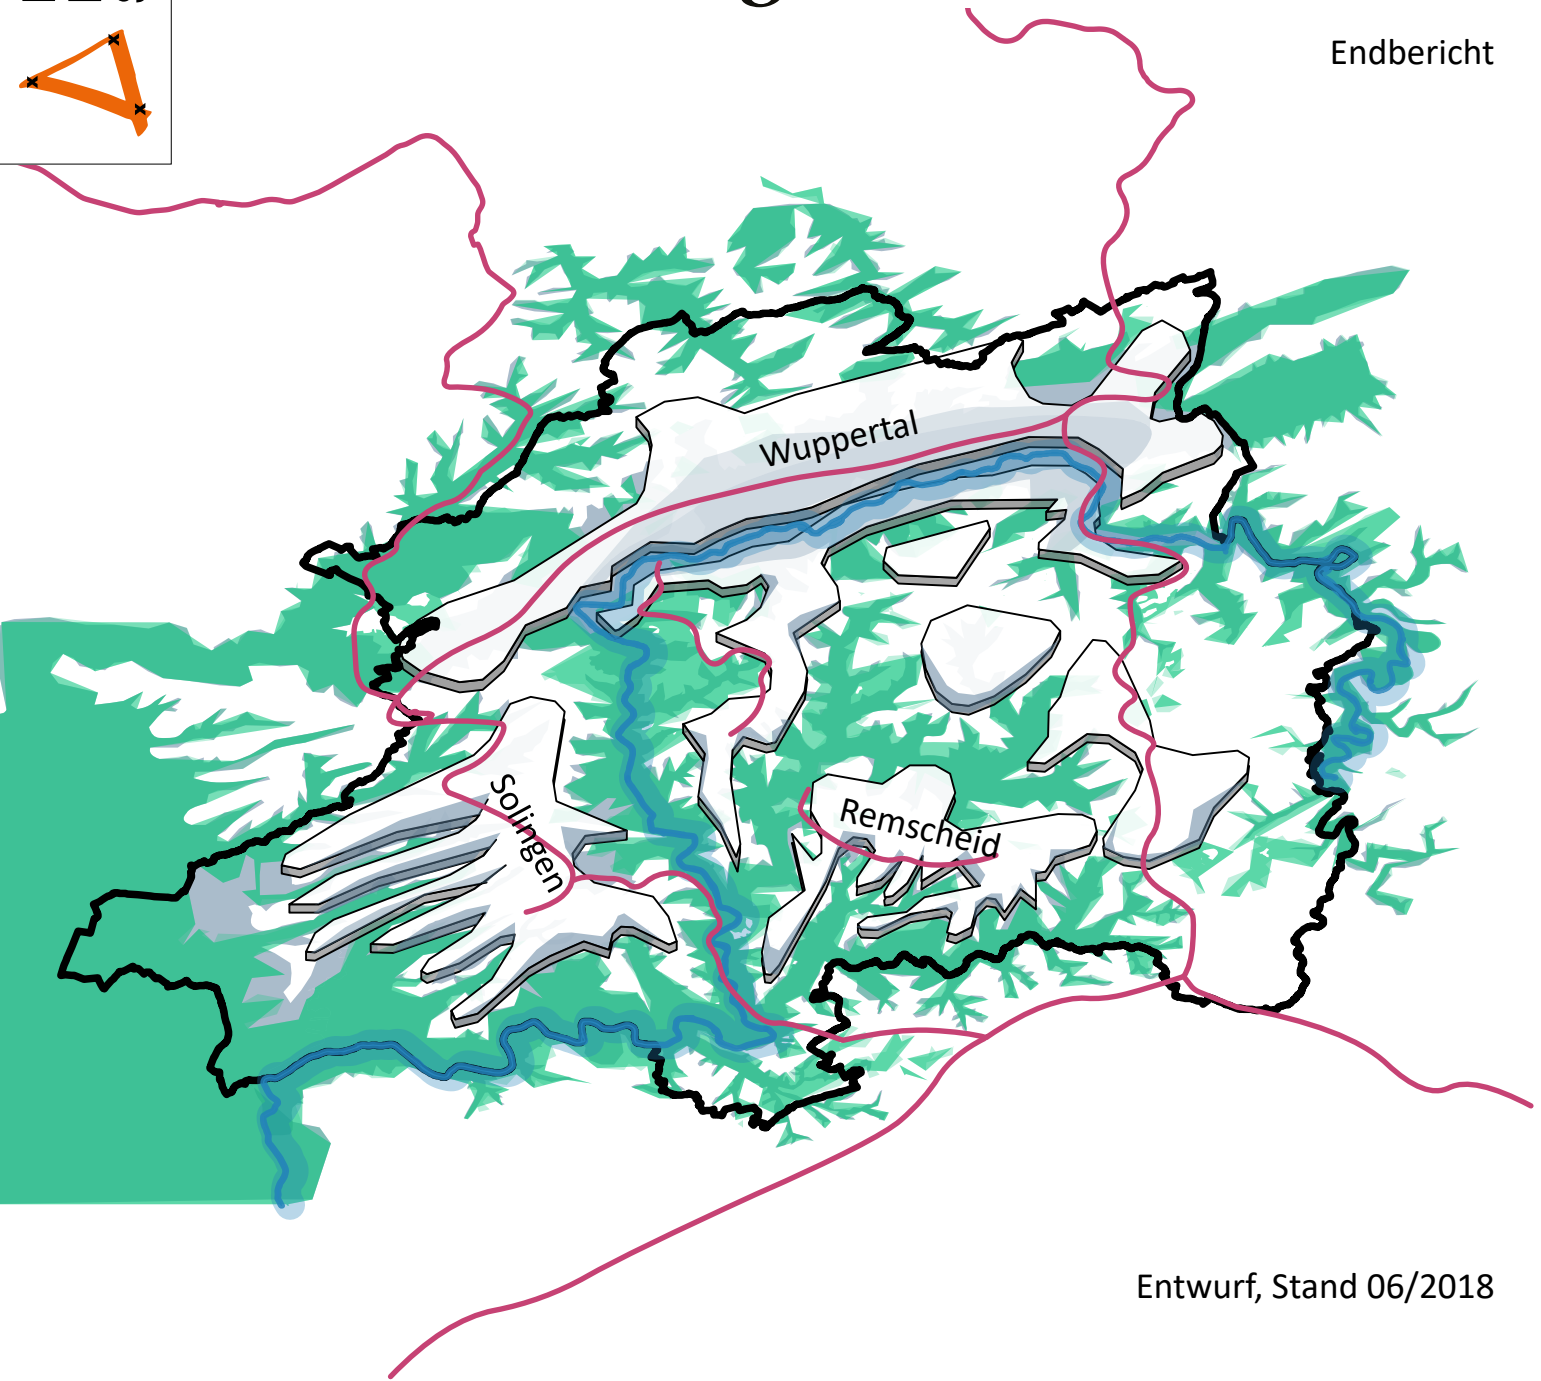 Endbericht
Wuppertal
Solingen
Remscheid
Entwurf, Stand 06/2018